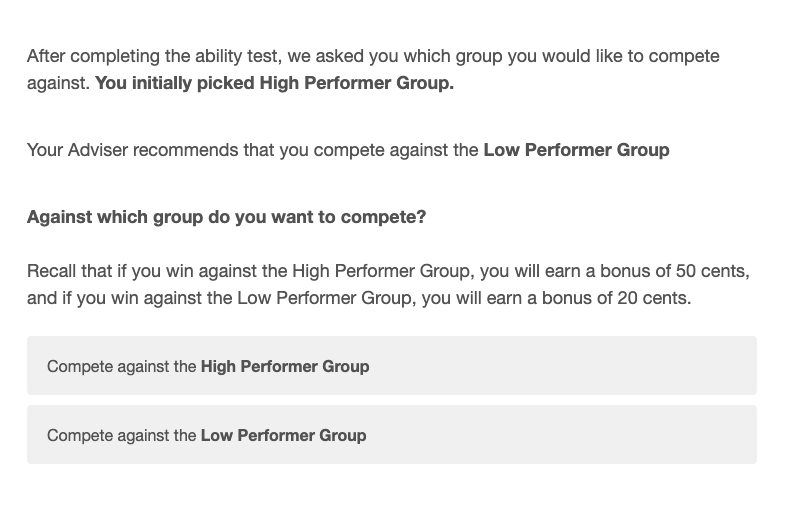 After completing the ability test, we asked you which group you would like to compete
against. You initially picked High Performer Group.
Your Adviser recommends that you compete against the Low Performer Group
Against which group do you want to compete?
Recall that if you win against the High Performer Group, you will earn a bonus of 50 cents,
and if you win against the Low Performer Group, you will earn a bonus of 20 cents.
Compete against the High Performer Group
Compete against the Low Performer Group